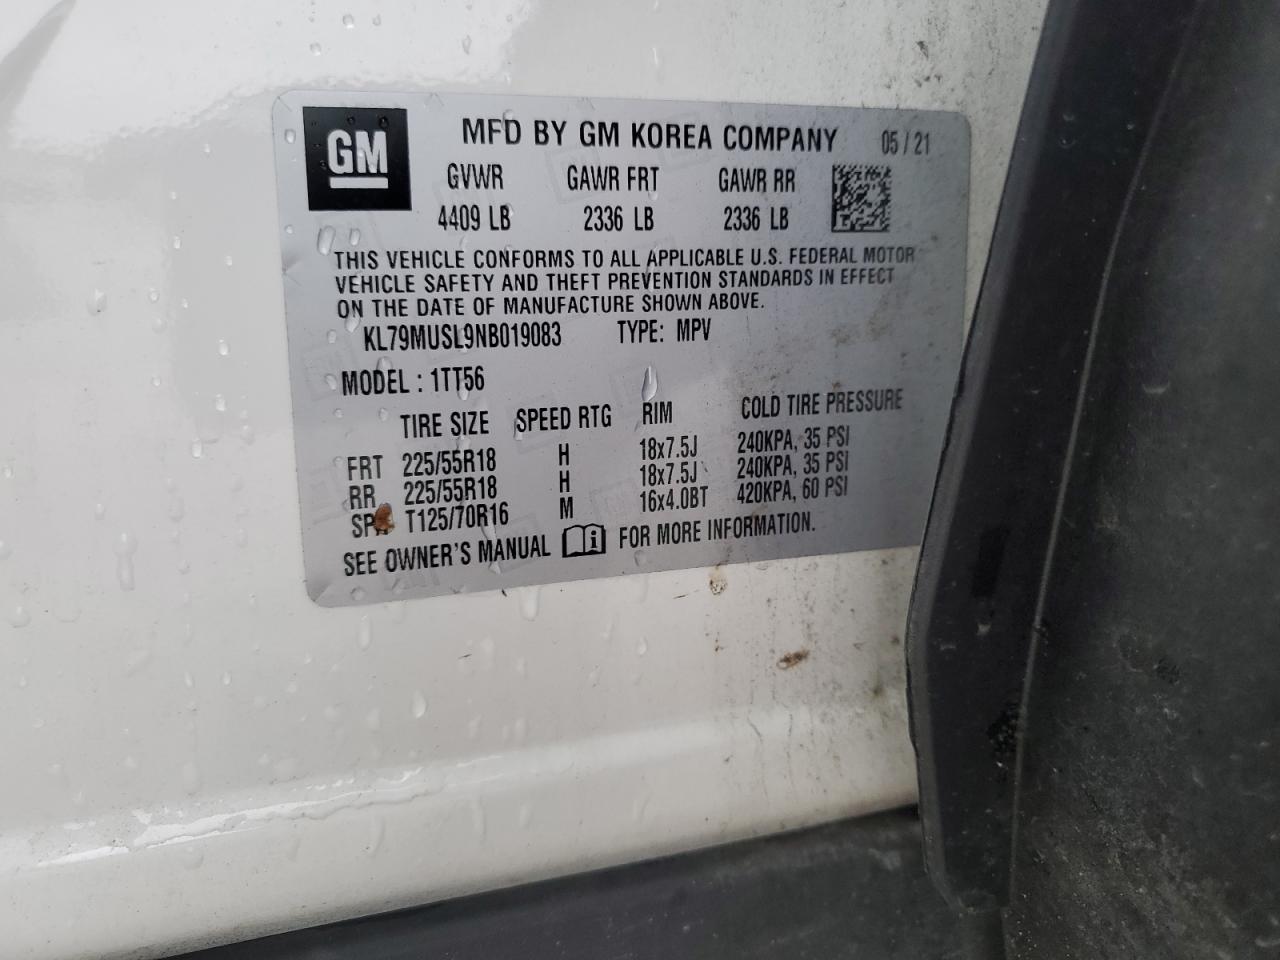 GM
MFD BY GM KOREA COMPANY 05 / 21
GVWR GAWR FRT GAWR RR
4409 LB 2336 LB 2336 LB
THIS VEHICLE CONFORMS TO ALL APPLICABLE U.S. FEDERAL MOTOR
VEHICLE SAFETY AND THEFT PREVENTION STANDARDS IN EFFECT
ON THE DATE OF MANUFACTURE SHOWN ABOVE.
KL79MUSL9NB019083 TYPE: MPV
MODEL : 1TT56
TIRE SIZE SPEED RTG RIM COLD TIRE PRESSURE
FRT 225/55R18 H 18x7.5J 240KPA, 35 PSI
RR 225/55R18 H 18x7.5J 240KPA, 35 PSI
T125/70R16 M 16x4.0BT 420KPA, 60 PSI
SEE OWNER'S MANUAL FOR MORE INFORMATION.